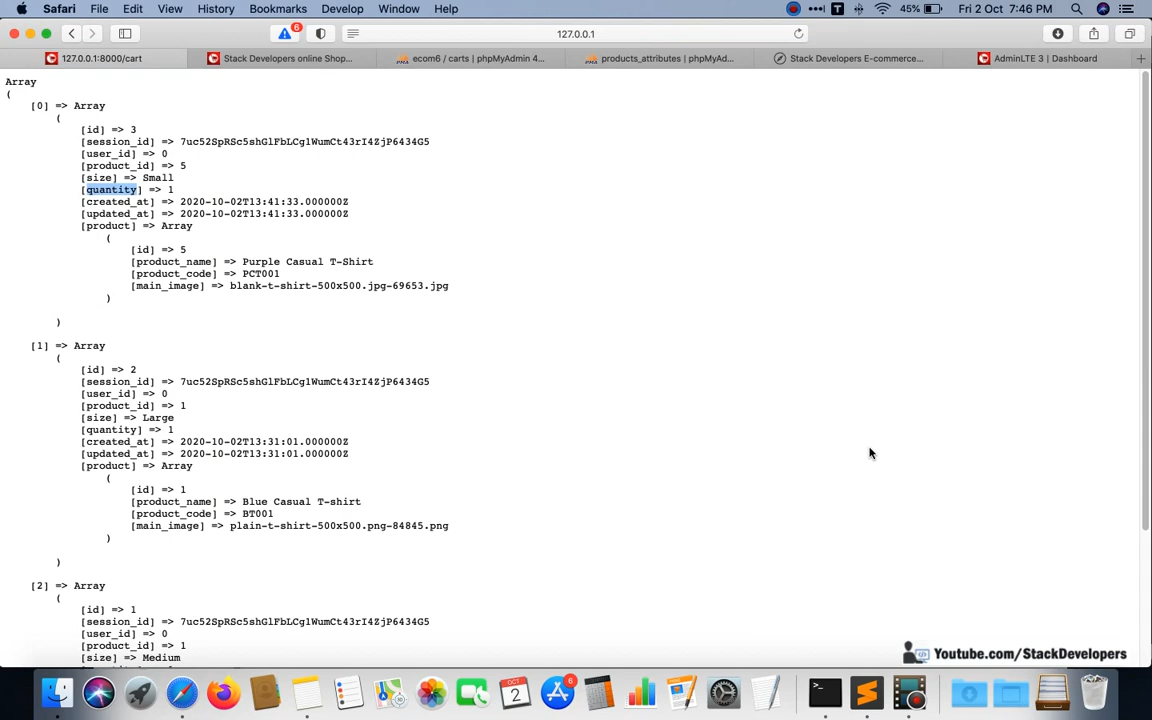 Safari File Edit View History Bookmarks Develop Window Help 45% Fri 2 Oct 7:46 PM
6 127.0.0.1
127.0.0.1:8000/cart Stack Developers online Shop... ecom6 / carts | phpMyAdmin 4... products_attributes | phpMyAd... Stack Developers E-commerce... AdminLTE 3 | Dashboard
Array
(
[0] => Array
(
[id] => 3
[session_id] => 7uc52SpRSc5shGlFbLCg1WumCt43rI4ZjP6434G5
[user_id] => 0
[product_id] => 5
[size] => Small
[quantity] => 1
[created_at] => 2020-10-02T13:41:33.000000Z
[updated_at] => 2020-10-02T13:41:33.000000Z
[product] => Array
(
[id] => 5
[product_name] => Purple Casual T-Shirt
[product_code] => PCT001
[main_image] => blank-t-shirt-500x500.jpg-69653.jpg
)
)
[1] => Array
(
[id] => 2
[session_id] => 7uc52SpRSc5shGlFbLCg1WumCt43rI4ZjP6434G5
[user_id] => 0
[product_id] => 1
[size] => Large
[quantity] => 1
[created_at] => 2020-10-02T13:31:01.000000Z
[updated_at] => 2020-10-02T13:31:01.000000Z
[product] => Array
(
[id] => 1
[product_name] => Blue Casual T-shirt
[product_code] => BT001
[main_image] => plain-t-shirt-500x500.png-84845.png
)
)
[2] => Array
(
[id] => 1
[session_id] => 7uc52SpRSc5shGlFbLCg1WumCt43rI4ZjP6434G5
[user_id] => 0
[product_id] => 1
[size] => Medium
Youtube.com/StackDevelopers
OCT
2
6